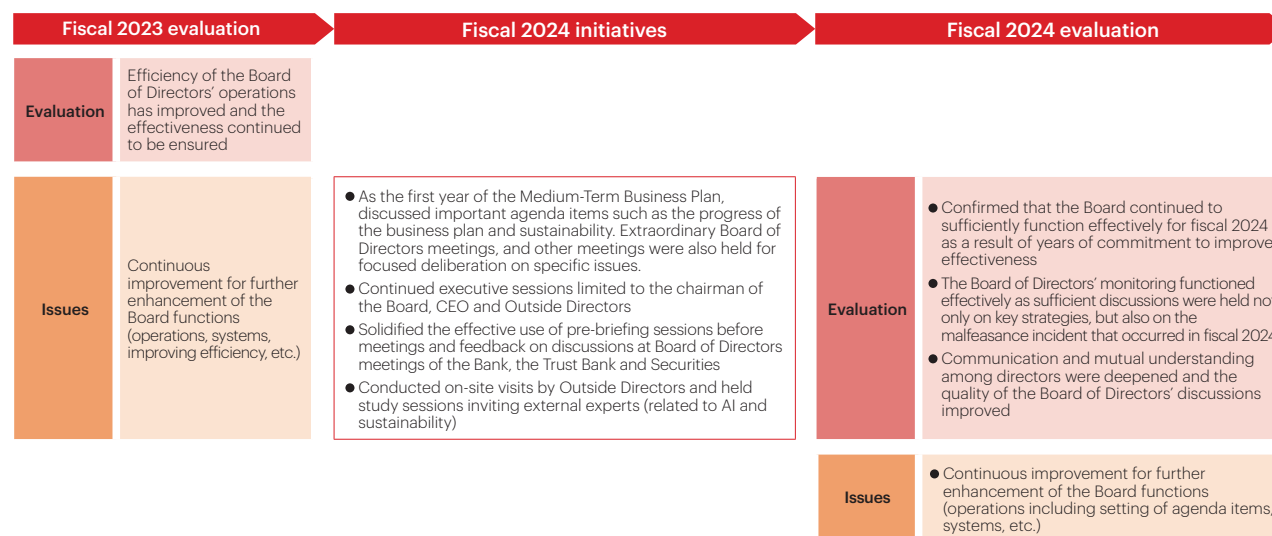 Fiscal 2023 evaluation
Fiscal 2024 initiatives
Fiscal 2024 evaluation
Evaluation
Efficiency of the Board
of Directors' operations
has improved and the
effectiveness continued
to be ensured
Issues
Continuous
improvement for further
enhancement of the
Board functions
(operations, systems,
improving efficiency, etc.)
● As the first year of the Medium-Term Business Plan,
discussed important agenda items such as the progress of
the business plan and sustainability. Extraordinary Board of
Directors meetings, and other meetings were also held for
focused deliberation on specific issues.
● Continued executive sessions limited to the chairman of
the Board, CEO and Outside Directors
● Solidified the effective use of pre-briefing sessions before
meetings and feedback on discussions at Board of Directors
meetings of the Bank, the Trust Bank and Securities
● Conducted on-site visits by Outside Directors and held
study sessions inviting external experts (related to AI and
sustainability)
Evaluation
● Confirmed that the Board continued to
sufficiently function effectively for fiscal 2024
as a result of years of commitment to improve
effectiveness
● The Board of Directors' monitoring functioned
effectively as sufficient discussions were held no
only on key strategies, but also on the
malfeasance incident that occurred in fiscal 2024
● Communication and mutual understanding
among directors were deepened and the
quality of the Board of Directors' discussions
improved
Issues
● Continuous improvement for further
enhancement of the Board functions
(operations including setting of agenda items,
systems, etc.)